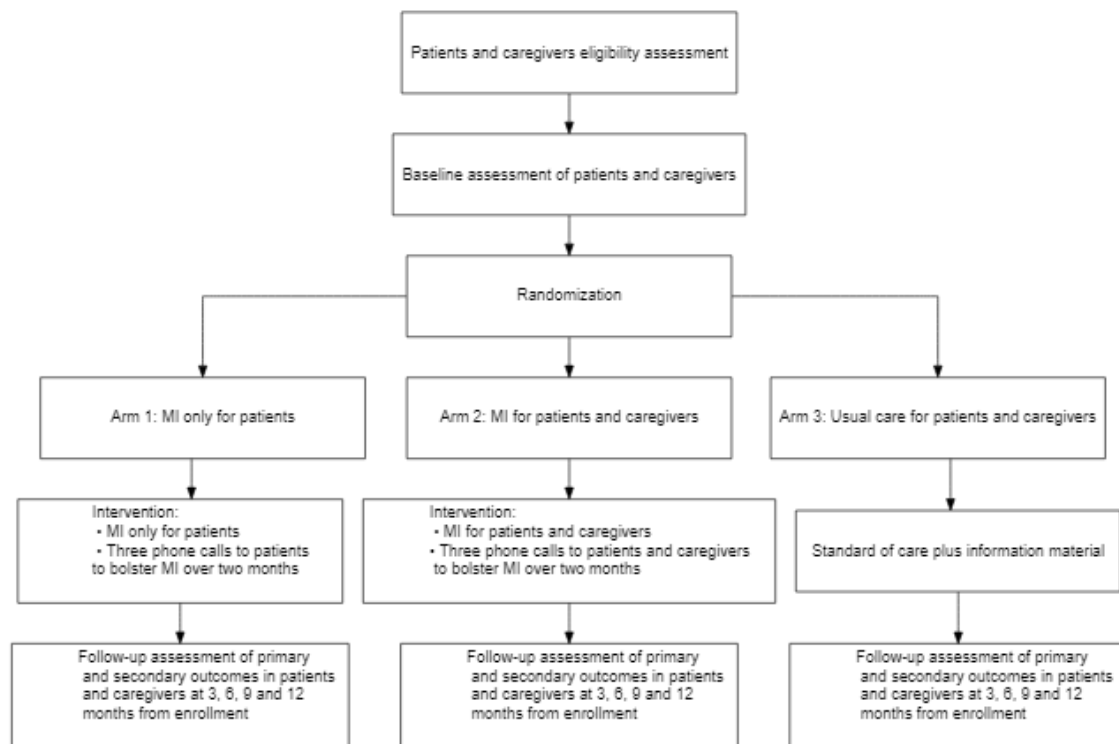 Patients and caregivers eligibility assessment
Baseline assessment of patients and caregivers
Randomization
Arm 1: MI only for patients
Arm 2: MI for patients and caregivers
Arm 3: Usual care for patients and caregivers
Intervention:
• MI only for patients
• Three phone calls to patients
to bolster MI over two months
Intervention:
• MI for patients and caregivers
• Three phone calls to patients and caregivers
to bolster MI over two months
Standard of care plus information material
Follow-up assessment of primary
and secondary outcomes in patients
and caregivers at 3, 6, 9 and 12
months from enrollment
Follow-up assessment of primary
and secondary outcomes in patients
and caregivers at 3, 6, 9 and 12
months from enrollment
Follow-up assessment of primary
and secondary outcomes in patients
and caregivers at 3, 6, 9 and 12
months from enrollment